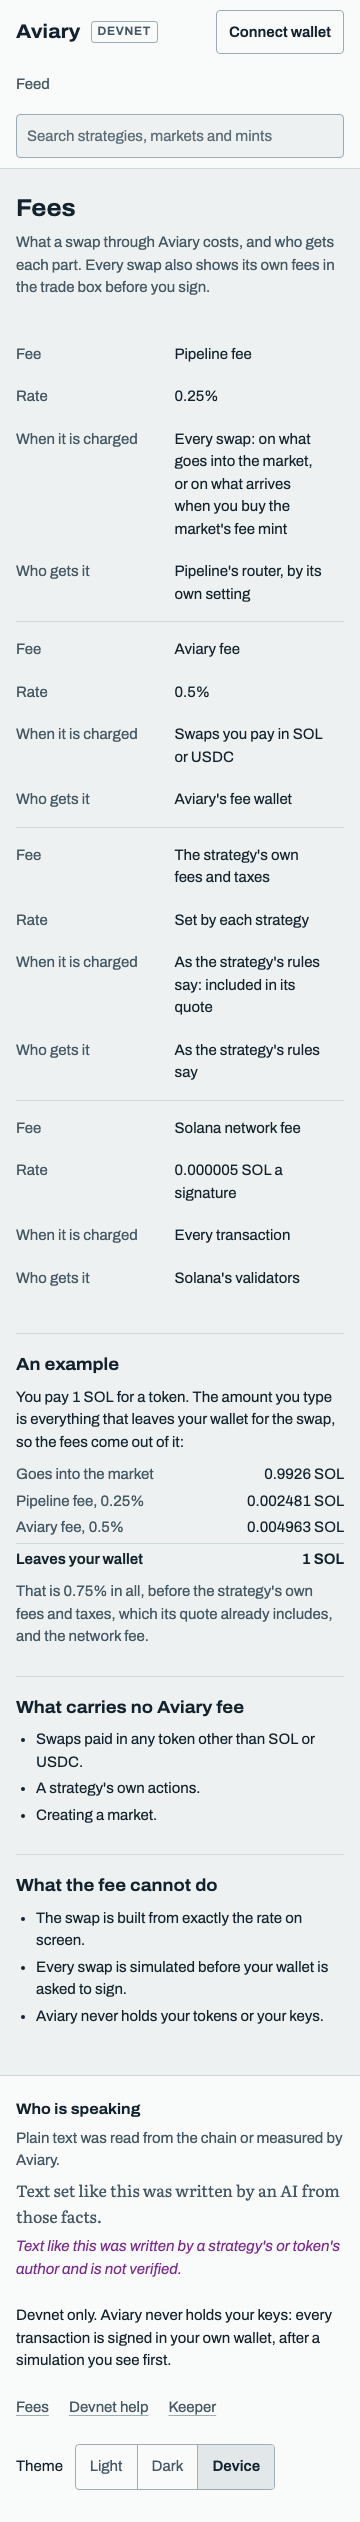 Aviary DEVNET Connect wallet
Feed
Search strategies, markets and mints
Fees
What a swap through Aviary costs, and who gets
each part. Every swap also shows its own fees in
the trade box before you sign.
Fee Pipeline fee
Rate 0.25%
When it is charged Every swap: on what
goes into the market,
or on what arrives
when you buy the
market's fee mint
Who gets it Pipeline's router, by its
own setting
Fee Aviary fee
Rate 0.5%
When it is charged Swaps you pay in SOL
or USDC
Who gets it Aviary's fee wallet
Fee The strategy's own
fees and taxes
Rate Set by each strategy
When it is charged As the strategy's rules
say: included in its
quote
Who gets it As the strategy's rules
say
Fee Solana network fee
Rate 0.000005 SOL a
signature
When it is charged Every transaction
Who gets it Solana's validators
An example
You pay 1 SOL for a token. The amount you type
is everything that leaves your wallet for the swap,
so the fees come out of it:
Goes into the market 0.9926 SOL
Pipeline fee, 0.25% 0.002481 SOL
Aviary fee, 0.5% 0.004963 SOL
Leaves your wallet 1 SOL
That is 0.75% in all, before the strategy's own
fees and taxes, which its quote already includes,
and the network fee.
What carries no Aviary fee
• Swaps paid in any token other than SOL or
USDC.
• A strategy's own actions.
• Creating a market.
What the fee cannot do
• The swap is built from exactly the rate on
screen.
• Every swap is simulated before your wallet is
asked to sign.
• Aviary never holds your tokens or your keys.
Who is speaking
Plain text was read from the chain or measured by
Aviary.
Text set like this was written by an AI from
those facts.
Text like this was written by a strategy's or token's
author and is not verified.
Devnet only. Aviary never holds your keys: every
transaction is signed in your own wallet, after a
simulation you see first.
Fees Devnet help Keeper
Theme Light Dark Device